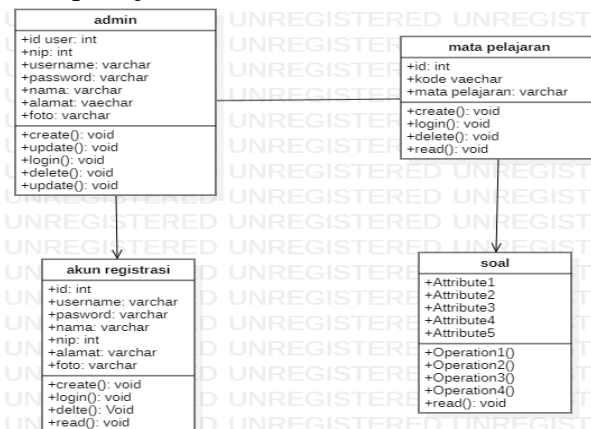 admin
+id user: int
+nip: int
+username: varchar
+password: varchar
+nama: varchar
+alamat: vaechar
+foto: varchar
+create(): void
+update(): void
+login(): void
+delete(): void
+update(): void
mata pelajaran
+id: int
+kode vaechar
+mata pelajaran: varchar
+create(): void
+login(): void
+delete(): void
+read(): void
akun registrasi
+id: int
+username: varchar
+pasword: varchar
+nama: varchar
+nip: int
+alamat: varchar
+foto: varchar
+create(): void
+login(): void
+delte(): Void
+read(): void
soal
+Attribute1
+Attribute2
+Attribute3
+Attribute4
+Attribute5
+Operation1()
+Operation2()
+Operation3()
+Operation4()
+read(): void
UNREGISTERED UNREGIST